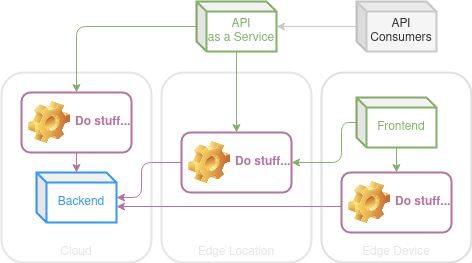 API
as a Service
API
Consumers
Do stuff...
Frontend
Do stuff...
Backend
Do stuff...
Cloud
Edge Location
Edge Device